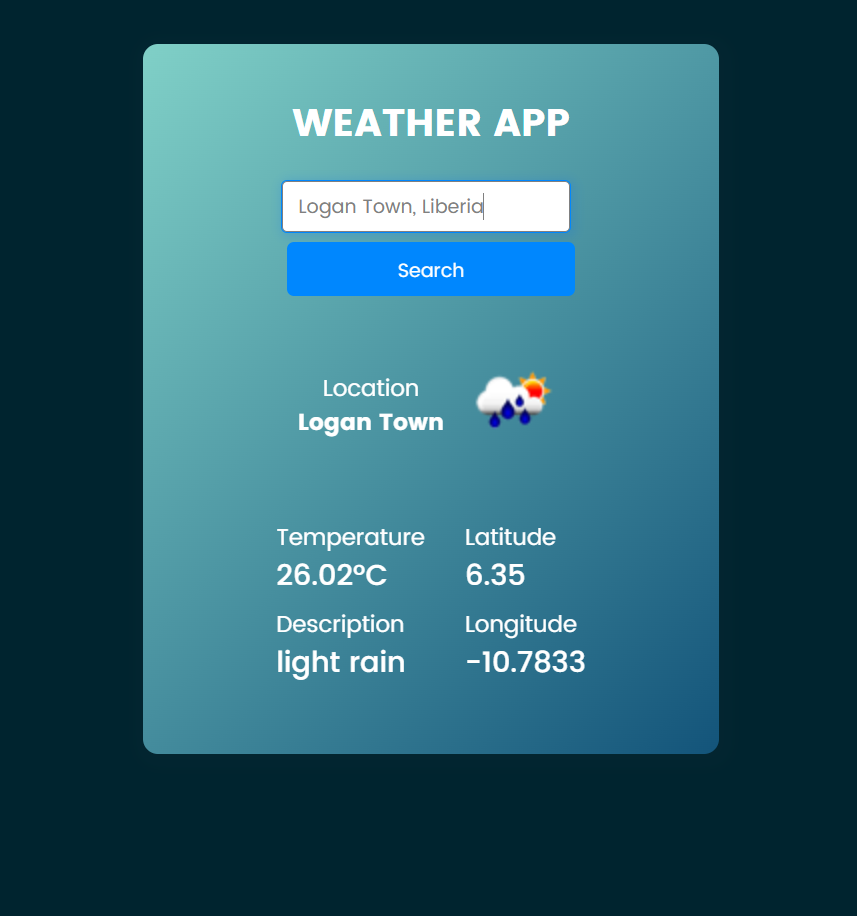 WEATHER APP
Logan Town, Liberia
Search
Location
Logan Town
Temperature
26.02°C
Latitude
6.35
Description
light rain
Longitude
-10.7833